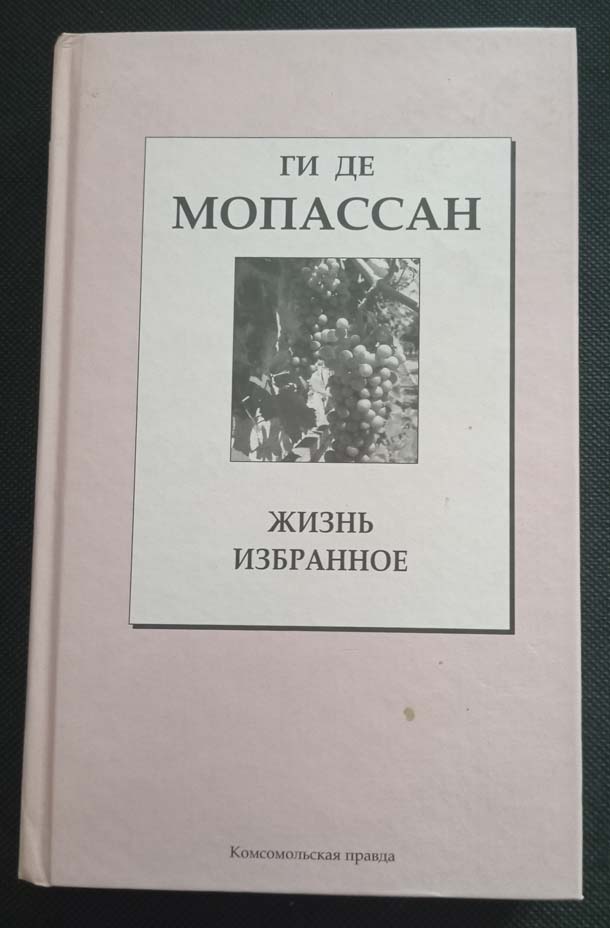 ГИ ДЕ
МОПАССАН
ЖИЗНЬ
ИЗБРАННОЕ
Комсомольская правда